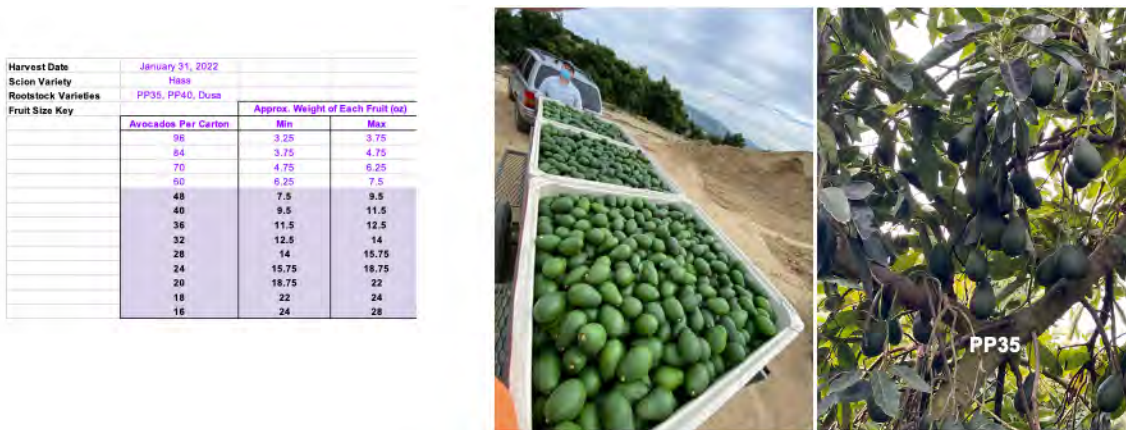 Harvest Date January 31, 2022
Scion Variety Hass
Rootstock Varieties PP35, PP40, Dusa
Fruit Size Key Approx. Weight of Each Fruit (oz)
Avocados Per Carton Min Max
96 3.25 3.75
84 3.75 4.75
70 4.75 6.25
60 6.25 7.5
48 7.5 9.5
40 9.5 11.5
36 11.5 12.5
32 12.5 14
28 14 15.75
24 15.75 18.75
20 18.75 22
18 22 24
16 24 28
PP35